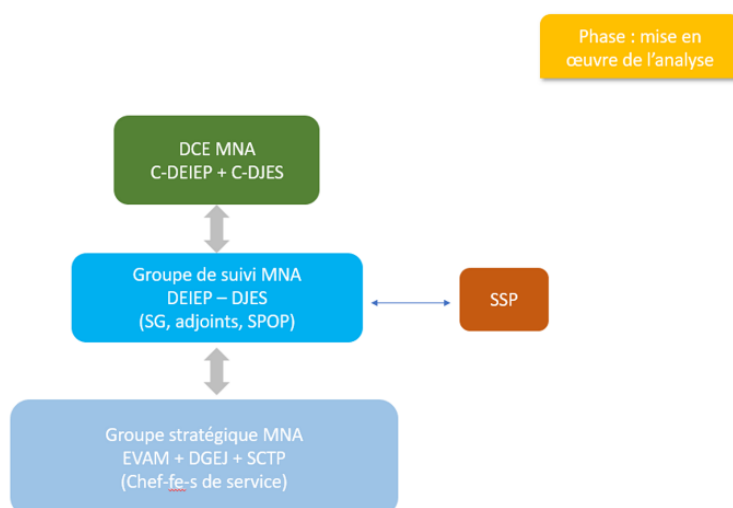 Phase : mise en
œuvre de l’analyse
DCE MNA
C-DEIEP + C-DJES
Groupe de suivi MNA
DEIEP – DJES
(SG, adjoints, SPOP)
SSP
Groupe stratégique MNA
EVAM + DGEJ + SCTP
(Chef-fe-s de service)